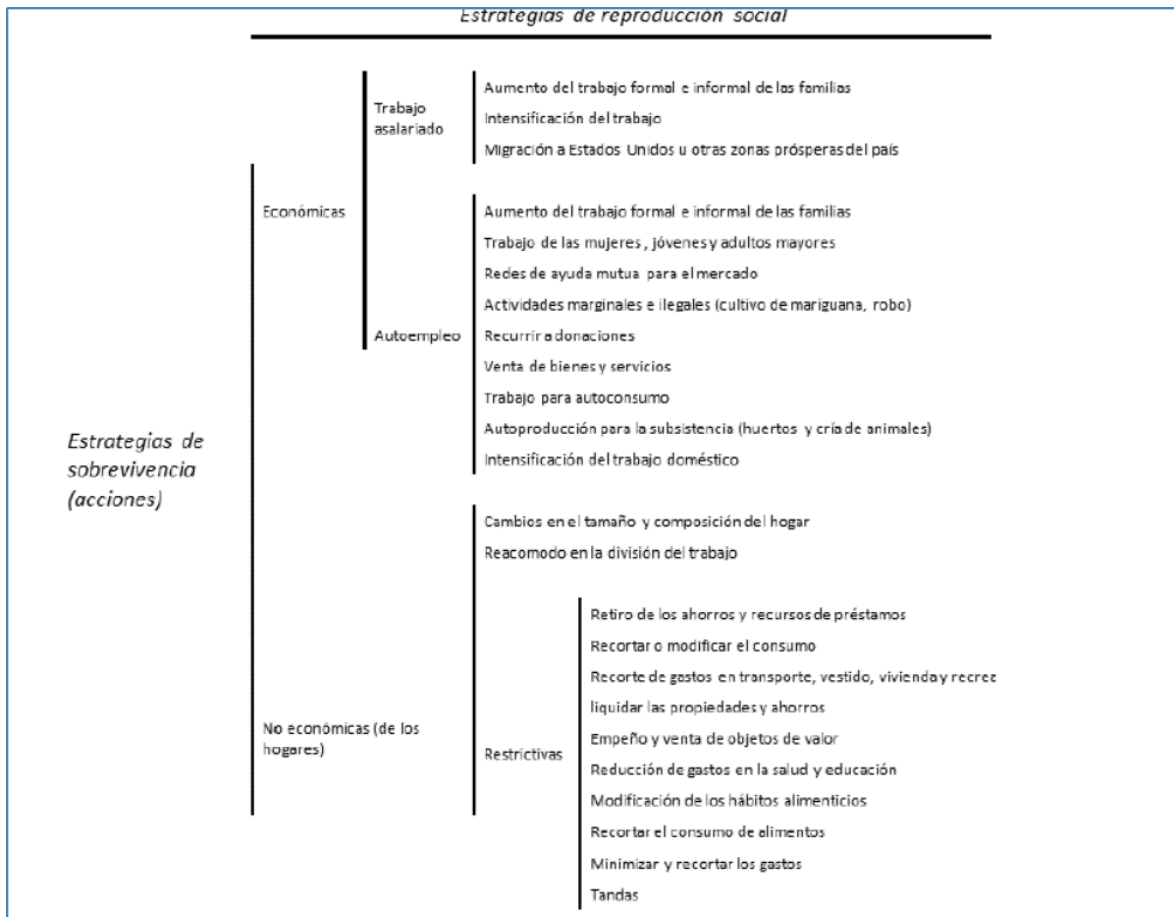 Estrategias de reproducción social
Trabajo
asalariado
Aumento del trabajo formal e informal de las familias
Intensificación del trabajo
Migración a Estados Unidos u otras zonas prósperas del país
Económicas
Autoempleo
Aumento del trabajo formal e informal de las familias
Trabajo de las mujeres, jóvenes y adultos mayores
Redes de ayuda mutua para el mercado
Actividades marginales e ilegales (cultivo de mariguana, robo)
Recurrir a donaciones
Venta de bienes y servicios
Trabajo para autoconsumo
Autoproducción para la subsistencia (huertos y cría de animales)
Intensificación del trabajo doméstico
Estrategias de
sobrevivencia
(acciones)
Cambios en el tamaño y composición del hogar
Reacomodo en la división del trabajo
No económicas (de los
hogares)
Restrictivas
Retiro de los ahorros y recursos de préstamos
Recortar o modificar el consumo
Recorte de gastos en transporte, vestido, vivienda y recrea
liquidar las propiedades y ahorros
Empeño y venta de objetos de valor
Reducción de gastos en la salud y educación
Modificación de los hábitos alimenticios
Recortar el consumo de alimentos
Minimizar y recortar los gastos
Tandas